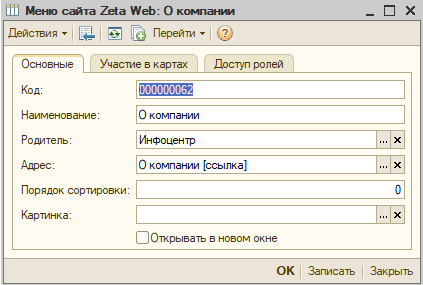 Меню сайта Zeta Web: О компании
Действия Перейти ?
Основные Участие в картах Доступ ролей
Код: 000000062
Наименование: О компании
Родитель: Инфоцентр ... x
Адрес: О компании [ссылка] ... x
Порядок сортировки: 0
Картинка: ... x
Открывать в новом окне
OK Записать Закрыть